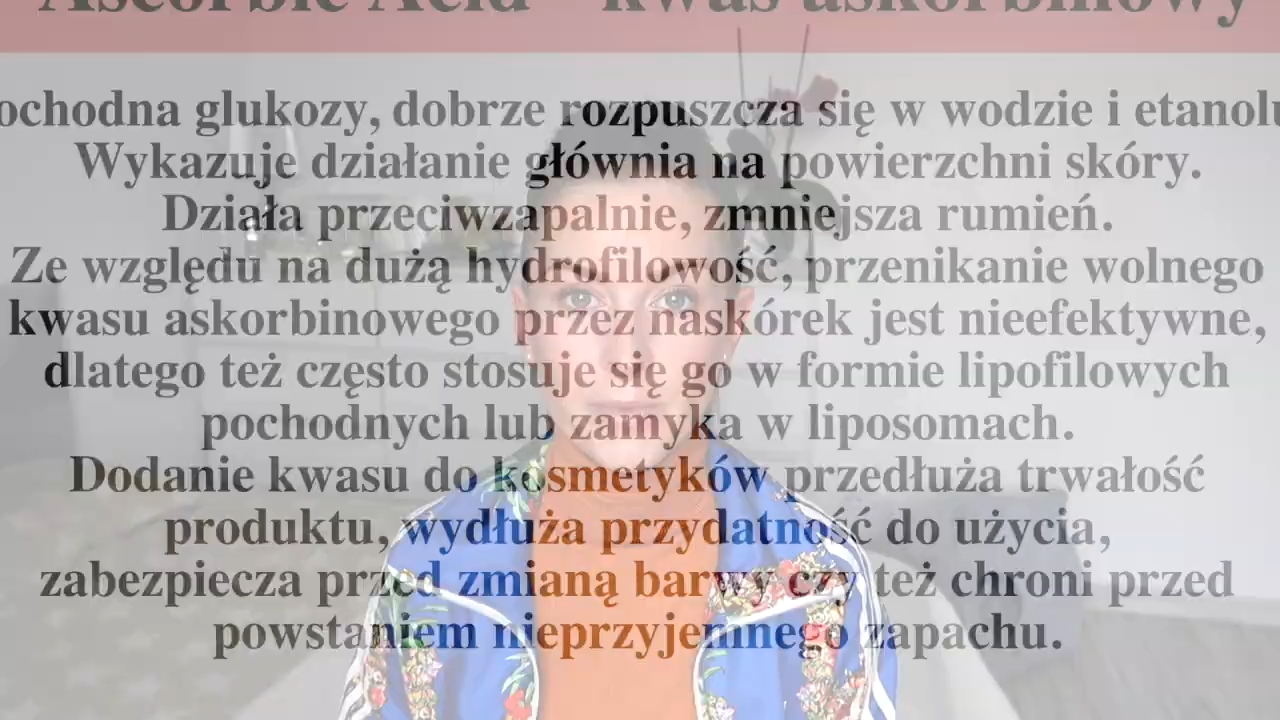 Ascorbic Acid - kwas askorbinowy
ochodna glukozy, dobrze rozpuszcza się w wodzie i etanolu
Wykazuje działanie głównia na powierzchni skóry.
Działa przeciwzapalnie, zmniejsza rumień.
Ze względu na dużą hydrofilowość, przenikanie wolnego
kwasu askorbinowego przez naskórek jest nieefektywne,
dlatego też często stosuje się go w formie lipofilowych
pochodnych lub zamyka w liposomach.
Dodanie kwasu do kosmetyków przedłuża trwałość
produktu, wydłuża przydatność do użycia,
zabezpiecza przed zmianą barwy czy też chroni przed
powstaniem nieprzyjemnego zapachu.